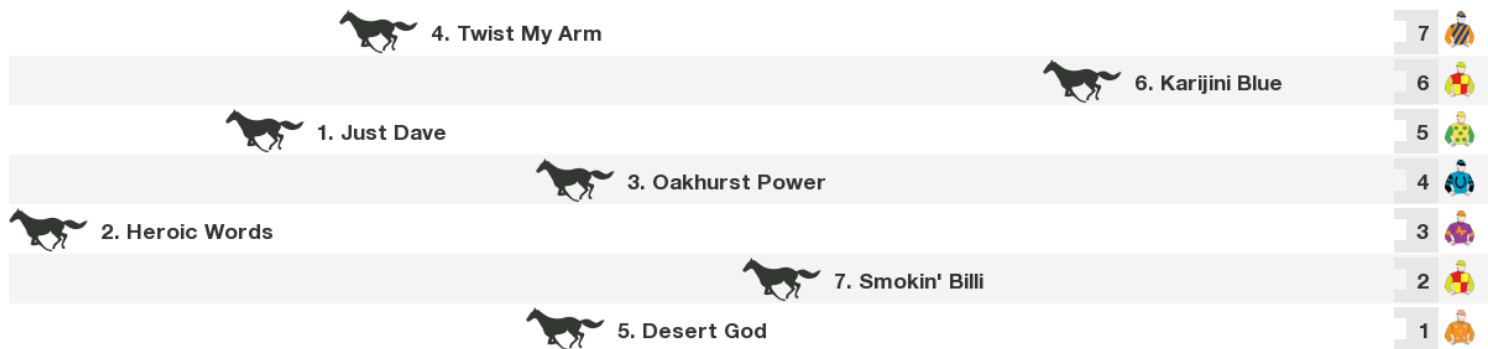 4. Twist My Arm 7
6. Karijini Blue 6
1. Just Dave 5
3. Oakhurst Power 4
2. Heroic Words 3
7. Smokin' Billi 2
5. Desert God 1